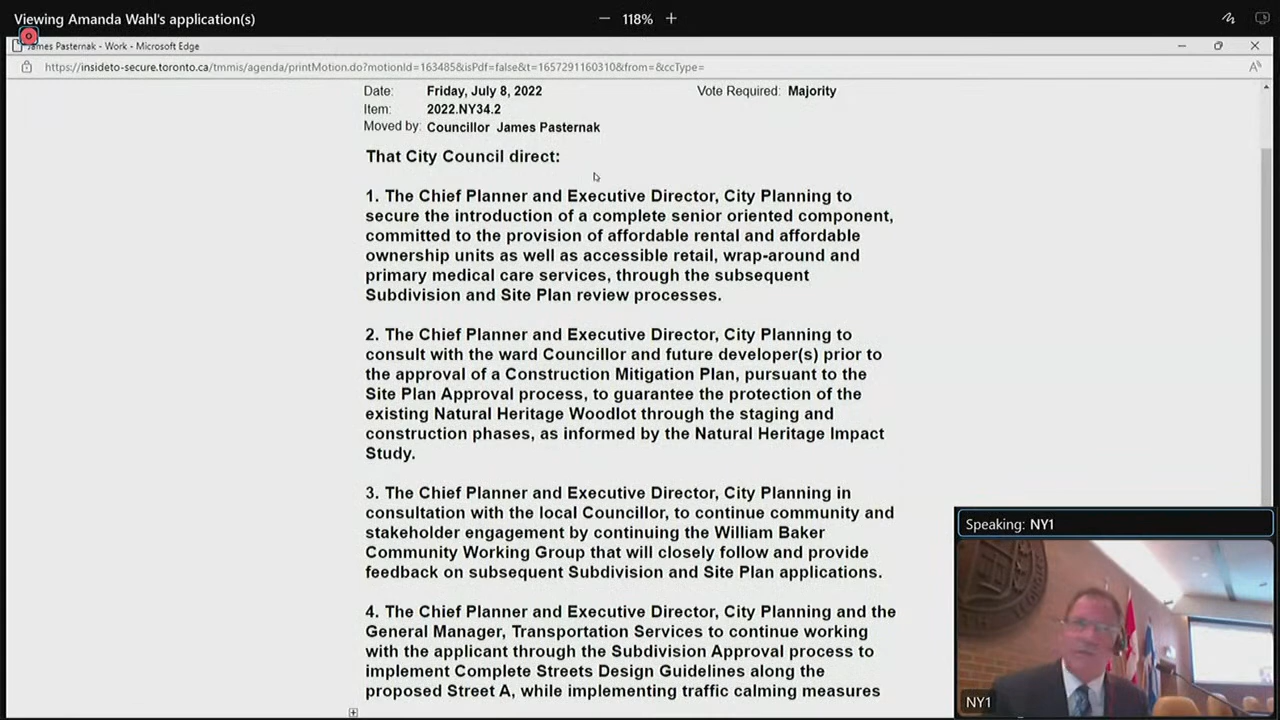 Viewing Amanda Wahl's application(s)
118%
James Pasternak - Work - Microsoft Edge
https://insideto-secure.toronto.ca/tmmis/agenda/printMotion.do?motionId=163485&isPdf=false&t=1657291160310&from=&ccType=
Date: Friday, July 8, 2022 Vote Required: Majority
Item: 2022.NY34.2
Moved by: Councillor James Pasternak
That City Council direct:
1. The Chief Planner and Executive Director, City Planning to
secure the introduction of a complete senior oriented component,
committed to the provision of affordable rental and affordable
ownership units as well as accessible retail, wrap-around and
primary medical care services, through the subsequent
Subdivision and Site Plan review processes.
2. The Chief Planner and Executive Director, City Planning to
consult with the ward Councillor and future developer(s) prior to
the approval of a Construction Mitigation Plan, pursuant to the
Site Plan Approval process, to guarantee the protection of the
existing Natural Heritage Woodlot through the staging and
construction phases, as informed by the Natural Heritage Impact
Study.
3. The Chief Planner and Executive Director, City Planning in
consultation with the local Councillor, to continue community and
stakeholder engagement by continuing the William Baker
Community Working Group that will closely follow and provide
feedback on subsequent Subdivision and Site Plan applications.
4. The Chief Planner and Executive Director, City Planning and the
General Manager, Transportation Services to continue working
with the applicant through the Subdivision Approval process to
implement Complete Streets Design Guidelines along the
proposed Street A, while implementing traffic calming measures
Speaking: NY1
NY1